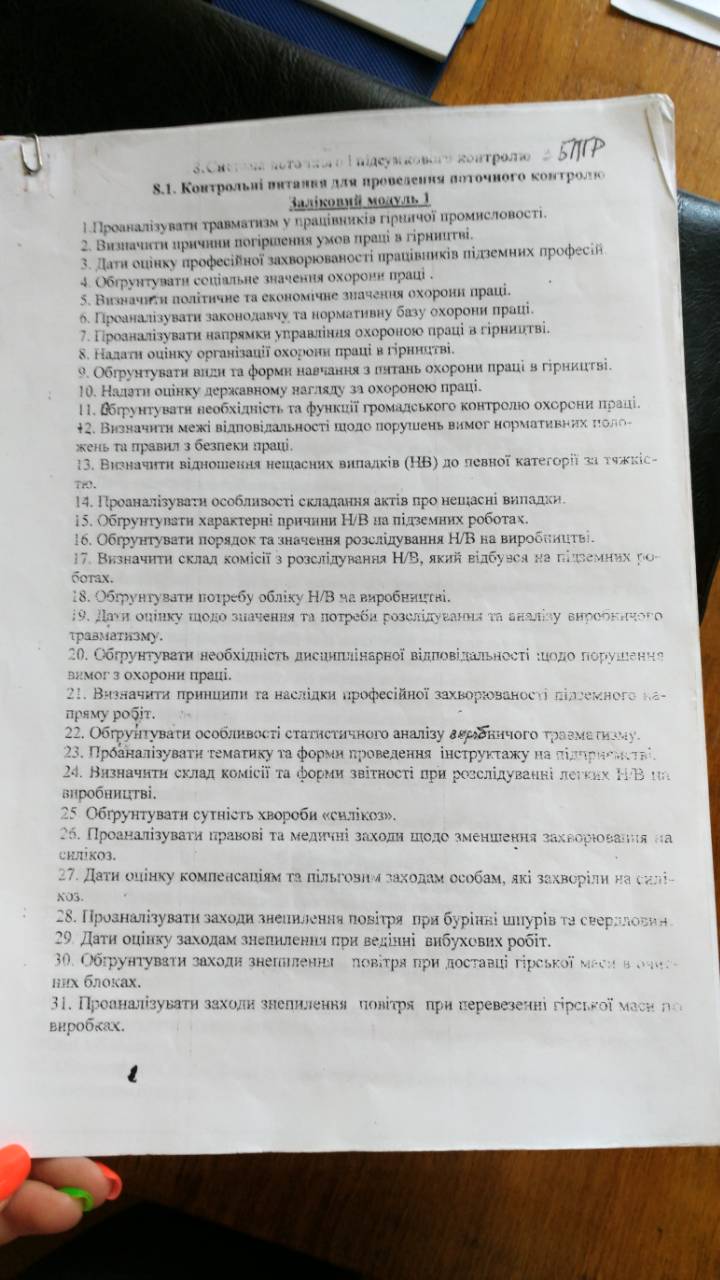 8. Система поточного і підсумкового контролю БПГР
8.1. Контрольні питання для проведення поточного контролю
Заліковий модуль 1
1.Проаналізувати травматизм у працівників гірничої промисловості.
2. Визначити причини погіршення умов праці в гірництві.
3. Дати оцінку професійної захворюваності працівників підземних професій
4. Обґрунтувати соціальне значення охорони праці .
5. Визначити політичне та економічне значення охорони праці.
6. Проаналізувати законодавчу та нормативну базу охорони праці.
7. Проаналізувати напрямки управління охороною праці в гірництві.
8. Надати оцінку організації охорони праці в гірництві.
9. Обґрунтувати види та форми навчання з питань охорони праці в гірництві.
10. Надати оцінку державному нагляду за охороною праці.
11. Обґрунтувати необхідність та функції громадського контролю охорони праці.
12. Визначити межі відповідальності щодо порушень вимог нормативних поло-
жень та правил з безпеки праці.
13. Визначити відношення нещасних випадків (НВ) до певної категорії за тяжкіс-
тю.
14. Проаналізувати особливості складання актів про нещасні випадки.
15. Обґрунтувати характерні причини Н/В на підземних роботах.
16. Обґрунтувати порядок та значення розслідування Н/В на виробництві.
17. Визначити склад комісії з розслідування Н/В, який відбувся на підземних ро-
ботах.
18. Обґрунтувати потребу обліку Н/В на виробництві.
19. Дати оцінку щодо значення та потреби розслідування та аналізу виробничого
травматизму.
20. Обґрунтувати необхідність дисциплінарної відповідальності щодо порушення
вимог з охорони праці.
21. Визначити принципи та наслідки професійної захворюваності підземного на-
пряму робіт.
22. Обґрунтувати особливості статистичного аналізу виробничого травматизму.
23. Проаналізувати тематику та форми проведення інструктажу на підприємстві.
24. Визначити склад комісії та форми звітності при розслідуванні легких Н/В на
виробництві.
25 Обґрунтувати сутність хвороби «силікоз».
26. Проаналізувати правові та медичні заходи щодо зменшення захворювання на
силікоз.
27. Дати оцінку компенсаціям та пільговим заходам особам, які захворіли на силі-
коз.
28. Проаналізувати заходи знепилення повітря при бурінні шпурів та свердловин.
29. Дати оцінку заходам знепилення при веденні вибухових робіт.
30. Обґрунтувати заходи знепилення повітря при доставці гірської маси в очис-
них блоках.
31. Проаналізувати заходи знепилення повітря при перевезенні гірської маси по
виробках.